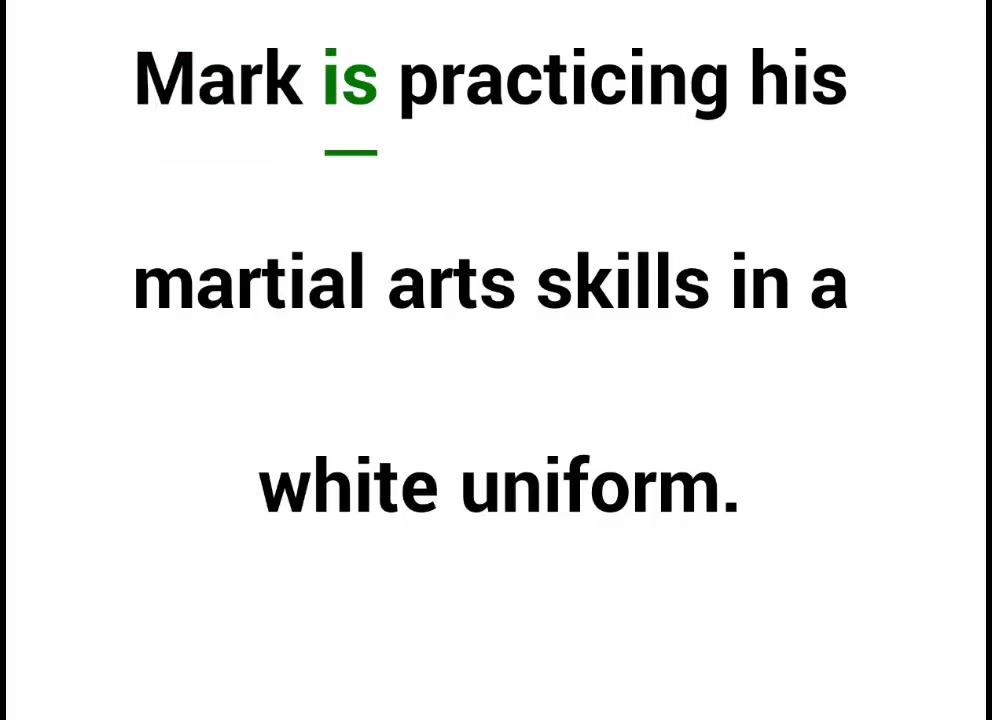 Mark is practicing his
martial arts skills in a
white uniform.